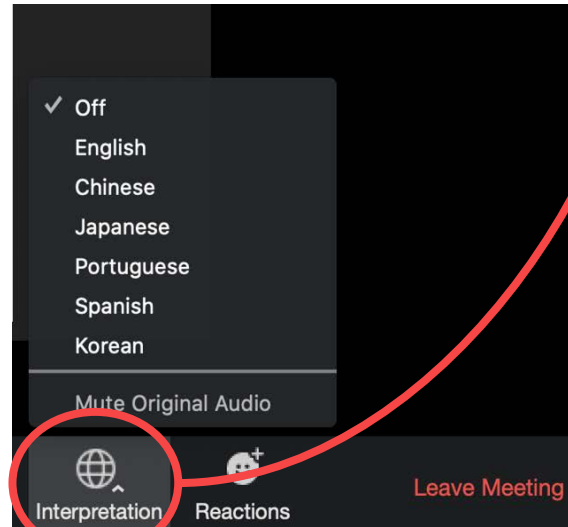 Off
English
Chinese
Japanese
Portuguese
Spanish
Korean
Mute Original Audio
Interpretation Reactions Leave Meeting